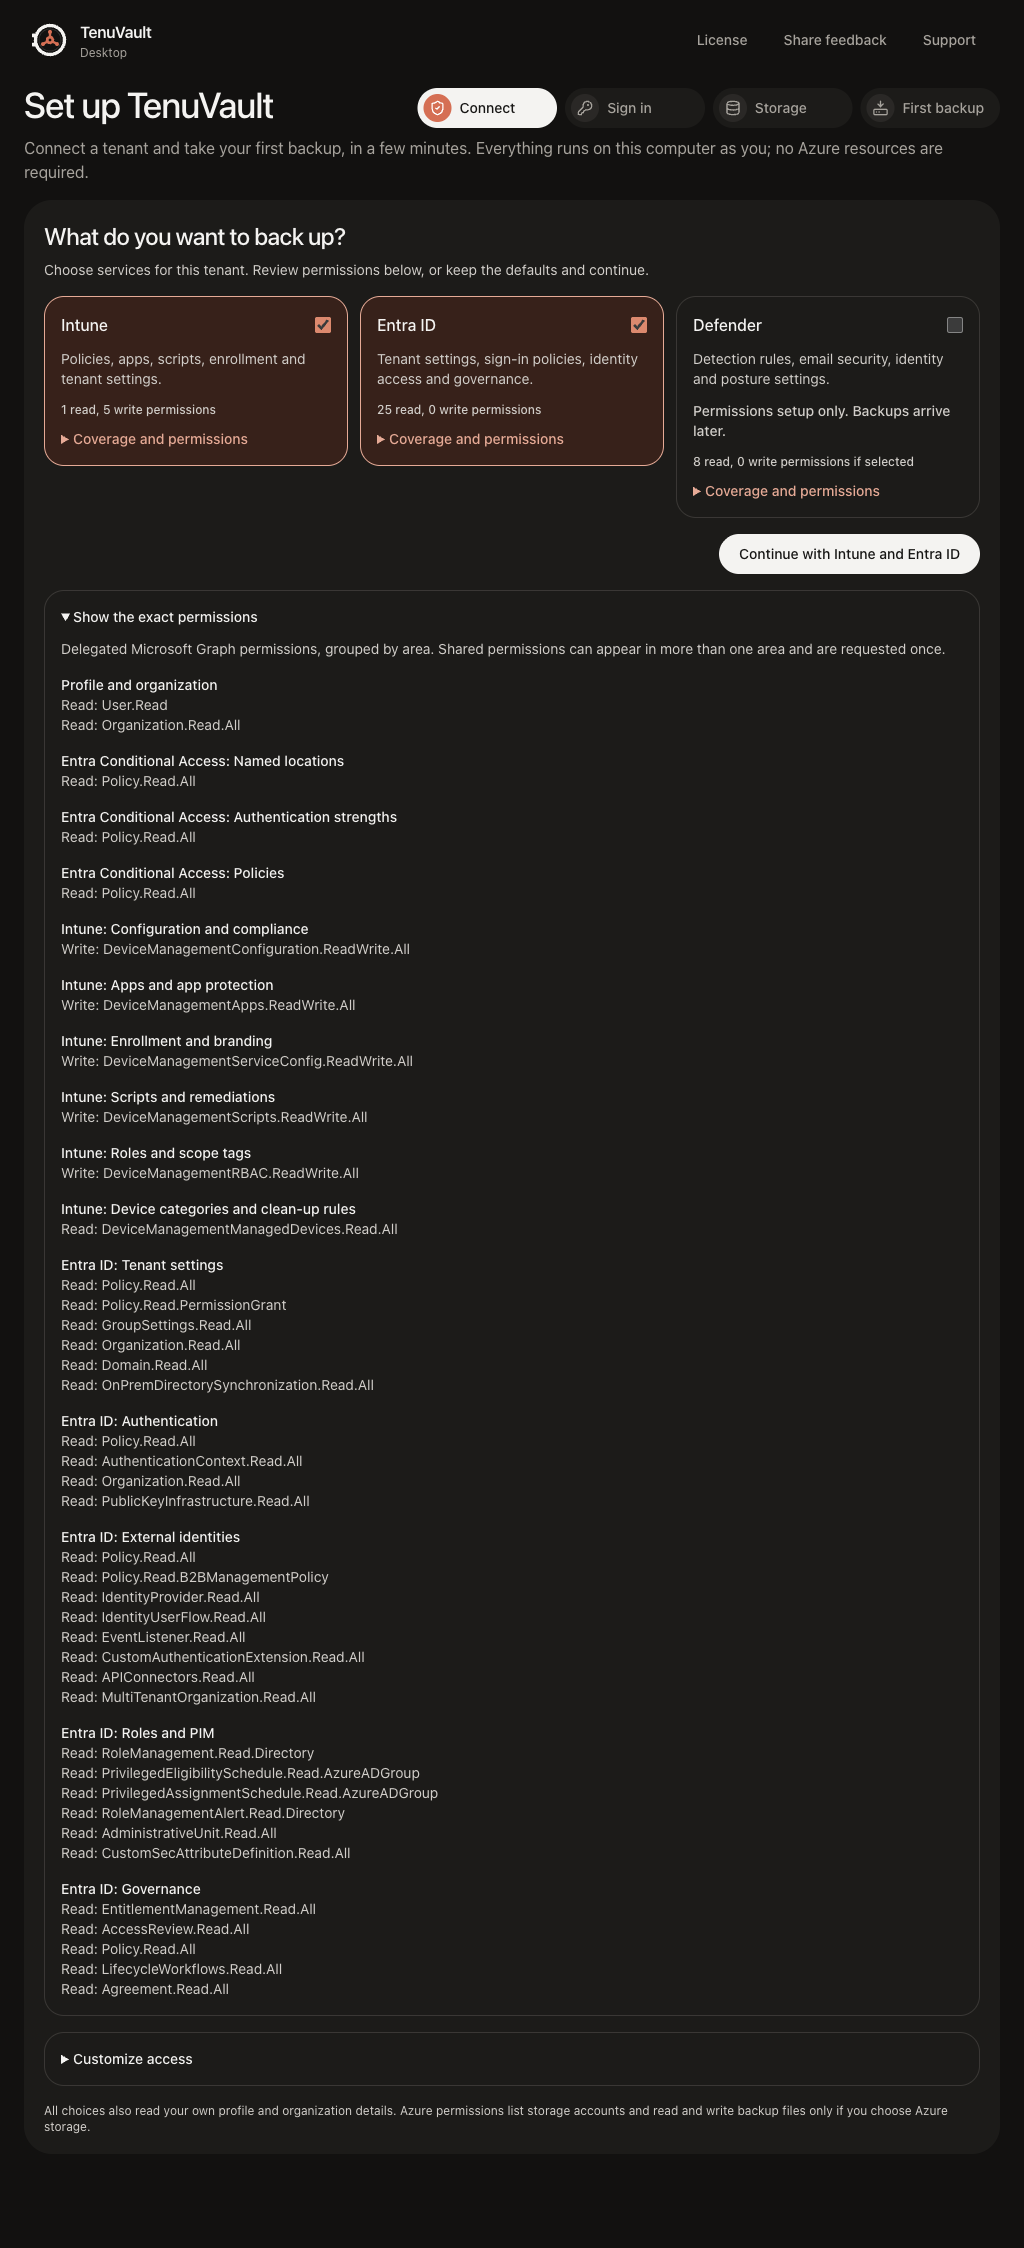 TenuVault
Desktop
License
Share feedback
Support
Set up TenuVault
Connect
Sign in
Storage
First backup
Connect a tenant and take your first backup, in a few minutes. Everything runs on this computer as you; no Azure resources are
required.
What do you want to back up?
Choose services for this tenant. Review permissions below, or keep the defaults and continue.
Intune
Policies, apps, scripts, enrollment and
tenant settings.
1 read, 5 write permissions
Coverage and permissions
Entra ID
Tenant settings, sign-in policies, identity
access and governance.
25 read, 0 write permissions
Coverage and permissions
Defender
Detection rules, email security, identity
and posture settings.
Permissions setup only. Backups arrive
later.
8 read, 0 write permissions if selected
Coverage and permissions
Continue with Intune and Entra ID
Show the exact permissions
Delegated Microsoft Graph permissions, grouped by area. Shared permissions can appear in more than one area and are requested once.
Profile and organization
Read: User.Read
Read: Organization.Read.All
Entra Conditional Access: Named locations
Read: Policy.Read.All
Entra Conditional Access: Authentication strengths
Read: Policy.Read.All
Entra Conditional Access: Policies
Read: Policy.Read.All
Intune: Configuration and compliance
Write: DeviceManagementConfiguration.ReadWrite.All
Intune: Apps and app protection
Write: DeviceManagementApps.ReadWrite.All
Intune: Enrollment and branding
Write: DeviceManagementServiceConfig.ReadWrite.All
Intune: Scripts and remediations
Write: DeviceManagementScripts.ReadWrite.All
Intune: Roles and scope tags
Write: DeviceManagementRBAC.ReadWrite.All
Intune: Device categories and clean-up rules
Read: DeviceManagementManagedDevices.Read.All
Entra ID: Tenant settings
Read: Policy.Read.All
Read: Policy.Read.PermissionGrant
Read: GroupSettings.Read.All
Read: Organization.Read.All
Read: Domain.Read.All
Read: OnPremDirectorySynchronization.Read.All
Entra ID: Authentication
Read: Policy.Read.All
Read: AuthenticationContext.Read.All
Read: Organization.Read.All
Read: PublicKeyInfrastructure.Read.All
Entra ID: External identities
Read: Policy.Read.All
Read: Policy.Read.B2BManagementPolicy
Read: IdentityProvider.Read.All
Read: IdentityUserFlow.Read.All
Read: EventListener.Read.All
Read: CustomAuthenticationExtension.Read.All
Read: APIConnectors.Read.All
Read: MultiTenantOrganization.Read.All
Entra ID: Roles and PIM
Read: RoleManagement.Read.Directory
Read: PrivilegedEligibilitySchedule.Read.AzureADGroup
Read: PrivilegedAssignmentSchedule.Read.AzureADGroup
Read: RoleManagementAlert.Read.Directory
Read: AdministrativeUnit.Read.All
Read: CustomSecAttributeDefinition.Read.All
Entra ID: Governance
Read: EntitlementManagement.Read.All
Read: AccessReview.Read.All
Read: Policy.Read.All
Read: LifecycleWorkflows.Read.All
Read: Agreement.Read.All
Customize access
All choices also read your own profile and organization details. Azure permissions list storage accounts and read and write backup files only if you choose Azure
storage.